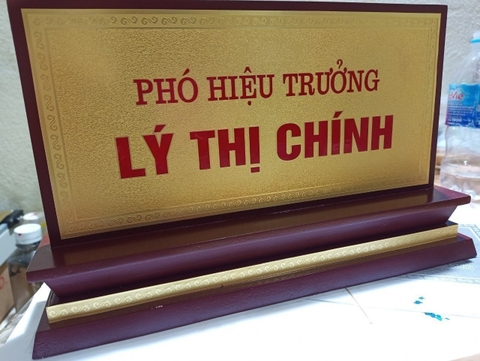 PHÓ HIỆU TRƯỞNG
LÝ THỊ CHÍNH